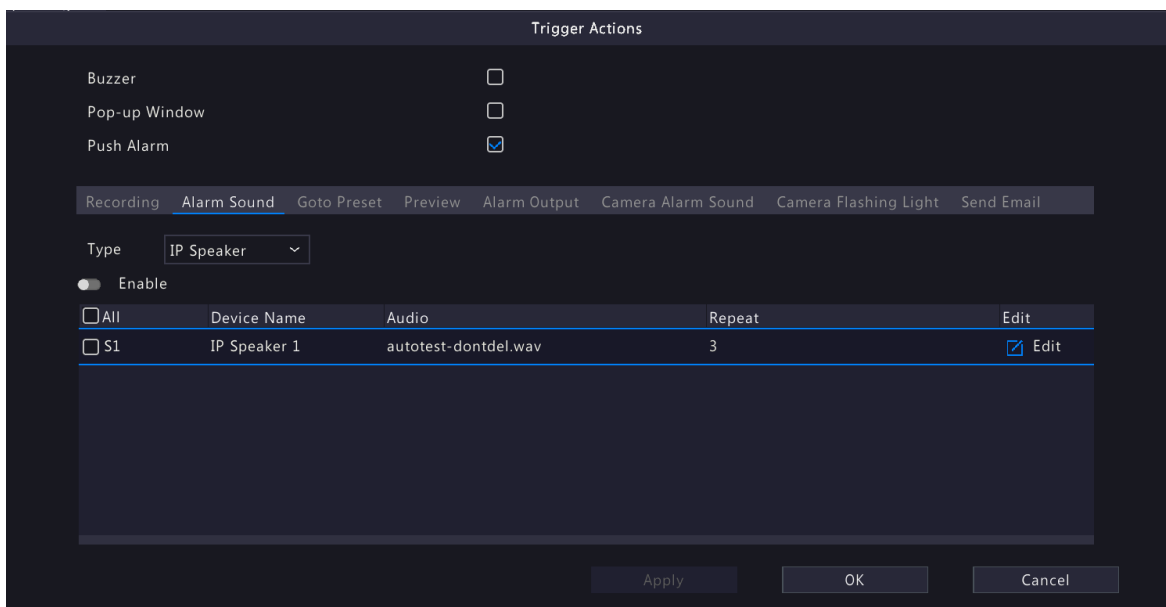 Trigger Actions
Buzzer
Pop-up Window
Push Alarm
Recording Alarm Sound Goto Preset Preview Alarm Output Camera Alarm Sound Camera Flashing Light Send Email
Type IP Speaker
Enable
All Device Name Audio Repeat Edit
S1 IP Speaker 1 autotest-dontdel.wav 3 Edit
Apply OK Cancel